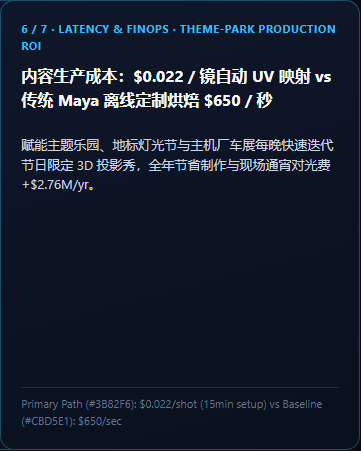 6 / 7 · LATENCY & FINOPS · THEME-PARK PRODUCTION
ROI
内容生产成本：$0.022 / 镜自动 UV 映射 vs
传统 Maya 离线定制烘焙 $650 / 秒
赋能主题乐园、地标灯光节与主机厂车展每晚快速迭代
节日限定 3D 投影秀，全年节省制作与现场通宵对光费
+$2.76M/yr。
Primary Path (#3B82F6): $0.022/shot (15min setup) vs Baseline
(#CBD5E1): $650/sec